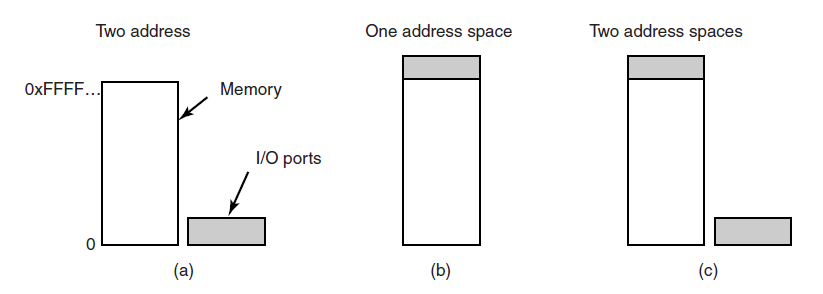 Two address
One address space
Two address spaces
0xFFFF…
Memory
I/O ports
0
(a)
(b)
(c)